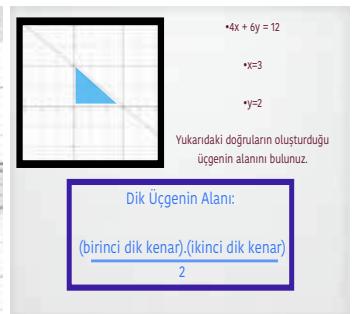 •4x + 6y = 12
•x=3
•y=2
Yukarıdaki doğruların oluşturduğu
üçgenin alanını bulunuz.
Dik Üçgenin Alanı:
(birinci dik kenar).(ikinci dik kenar)
2